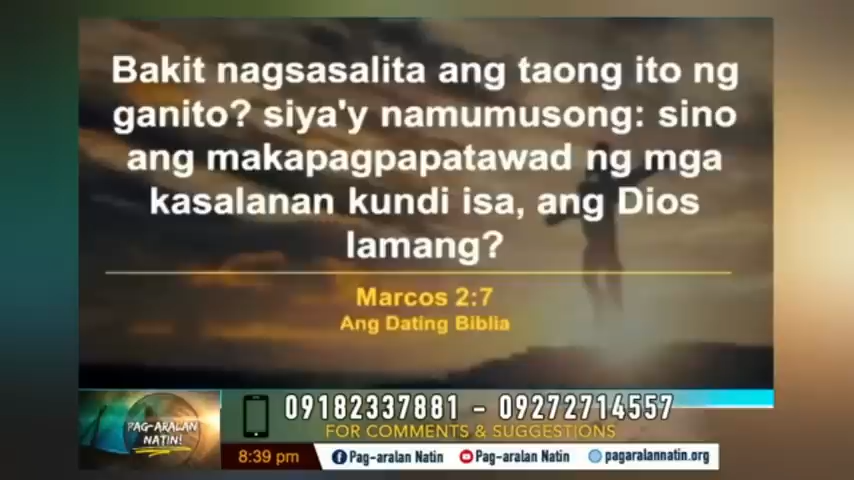 Bakit nagsasalita ang taong ito ng
ganito? siya'y namumusong: sino
ang makapagpapatawad ng mga
kasalanan kundi isa, ang Dios
lamang?
Marcos 2:7
Ang Dating Biblia
09182337881 - 09272714557
FOR COMMENTS & SUGGESTIONS
PAG-ARALAN
NATIN!
8:39 pm
Pag-aralan Natin
Pag-aralan Natin
pagaralannatin.org